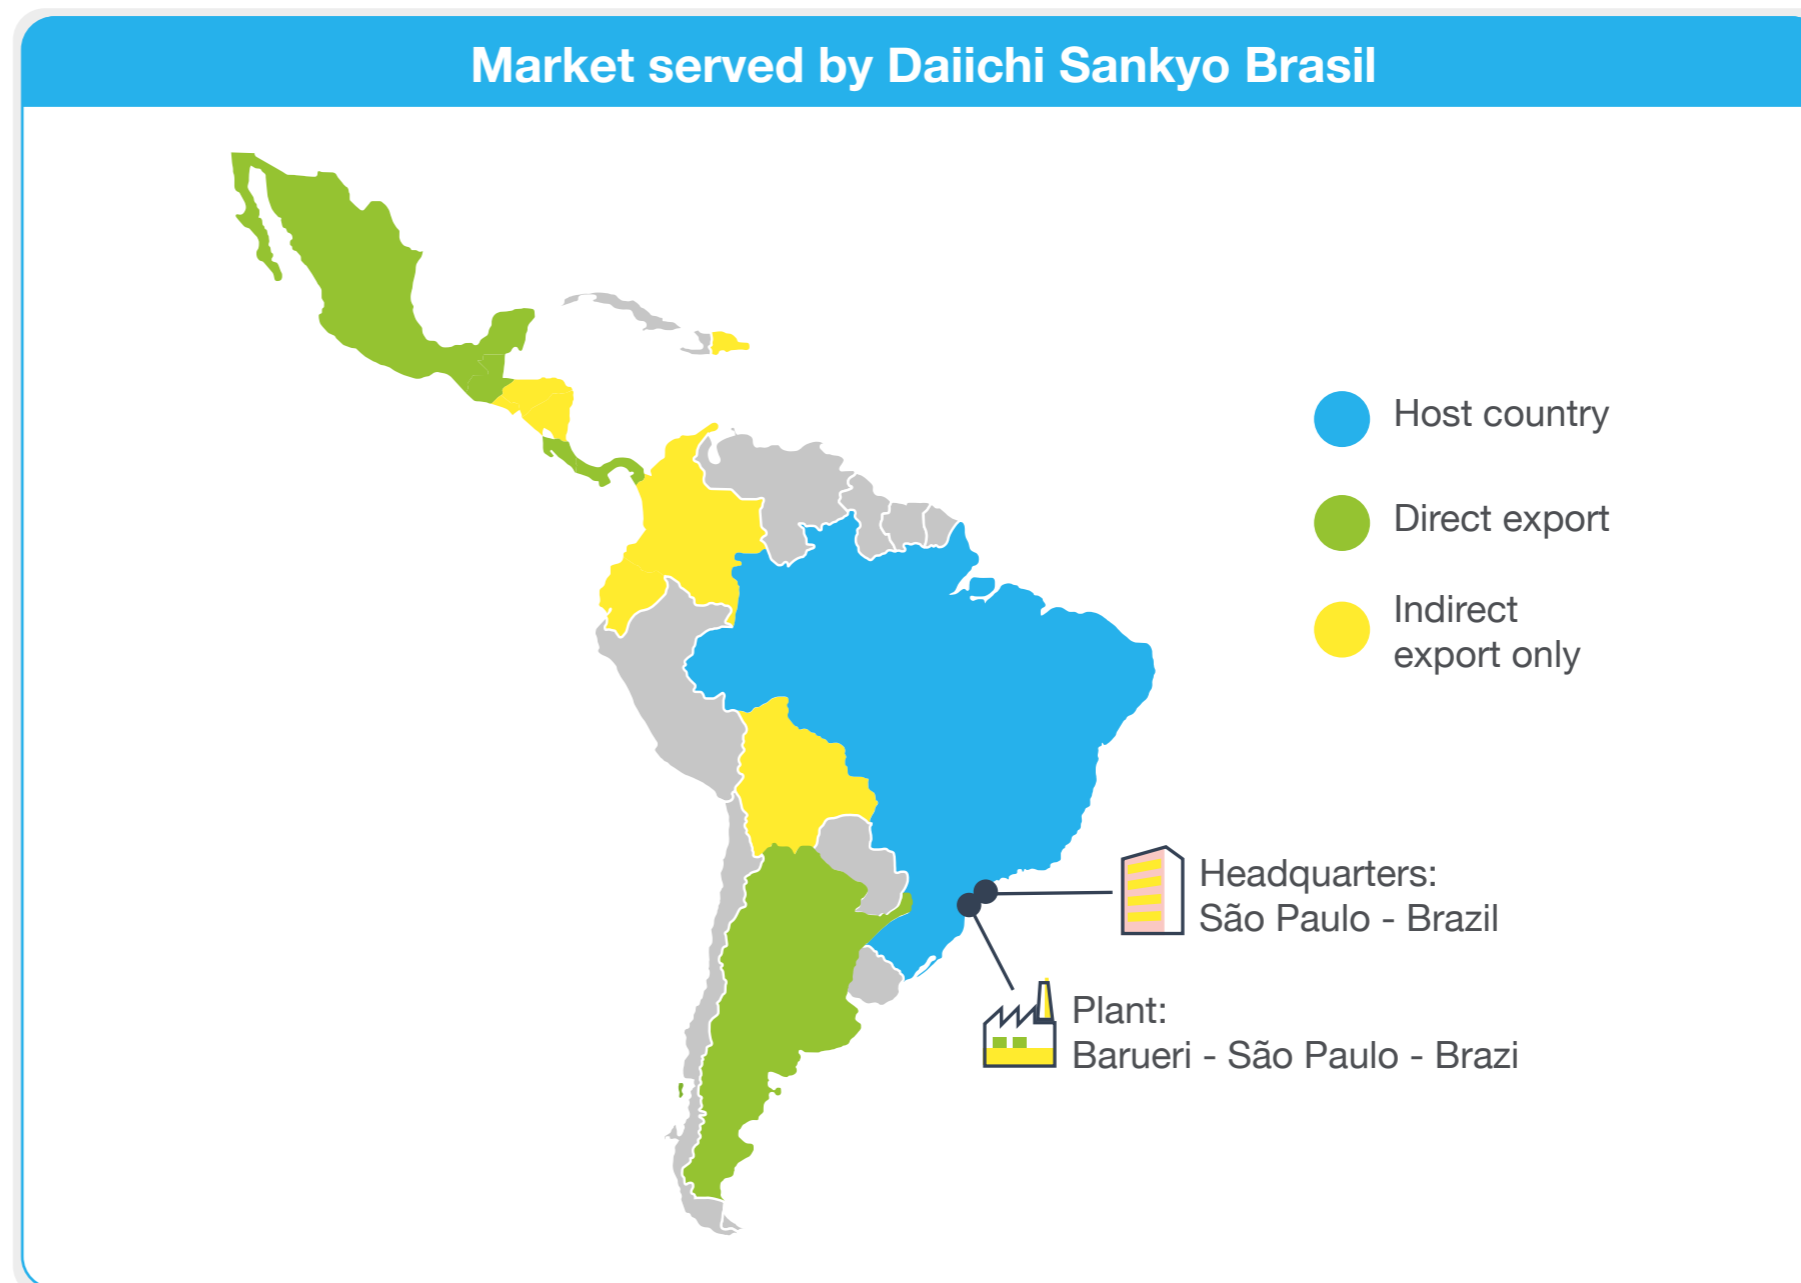 Market served by Daiichi Sankyo Brasil
Host country
Direct export
Indirect
export only
Headquarters:
São Paulo - Brazil
Plant:
Barueri - São Paulo - Brazi